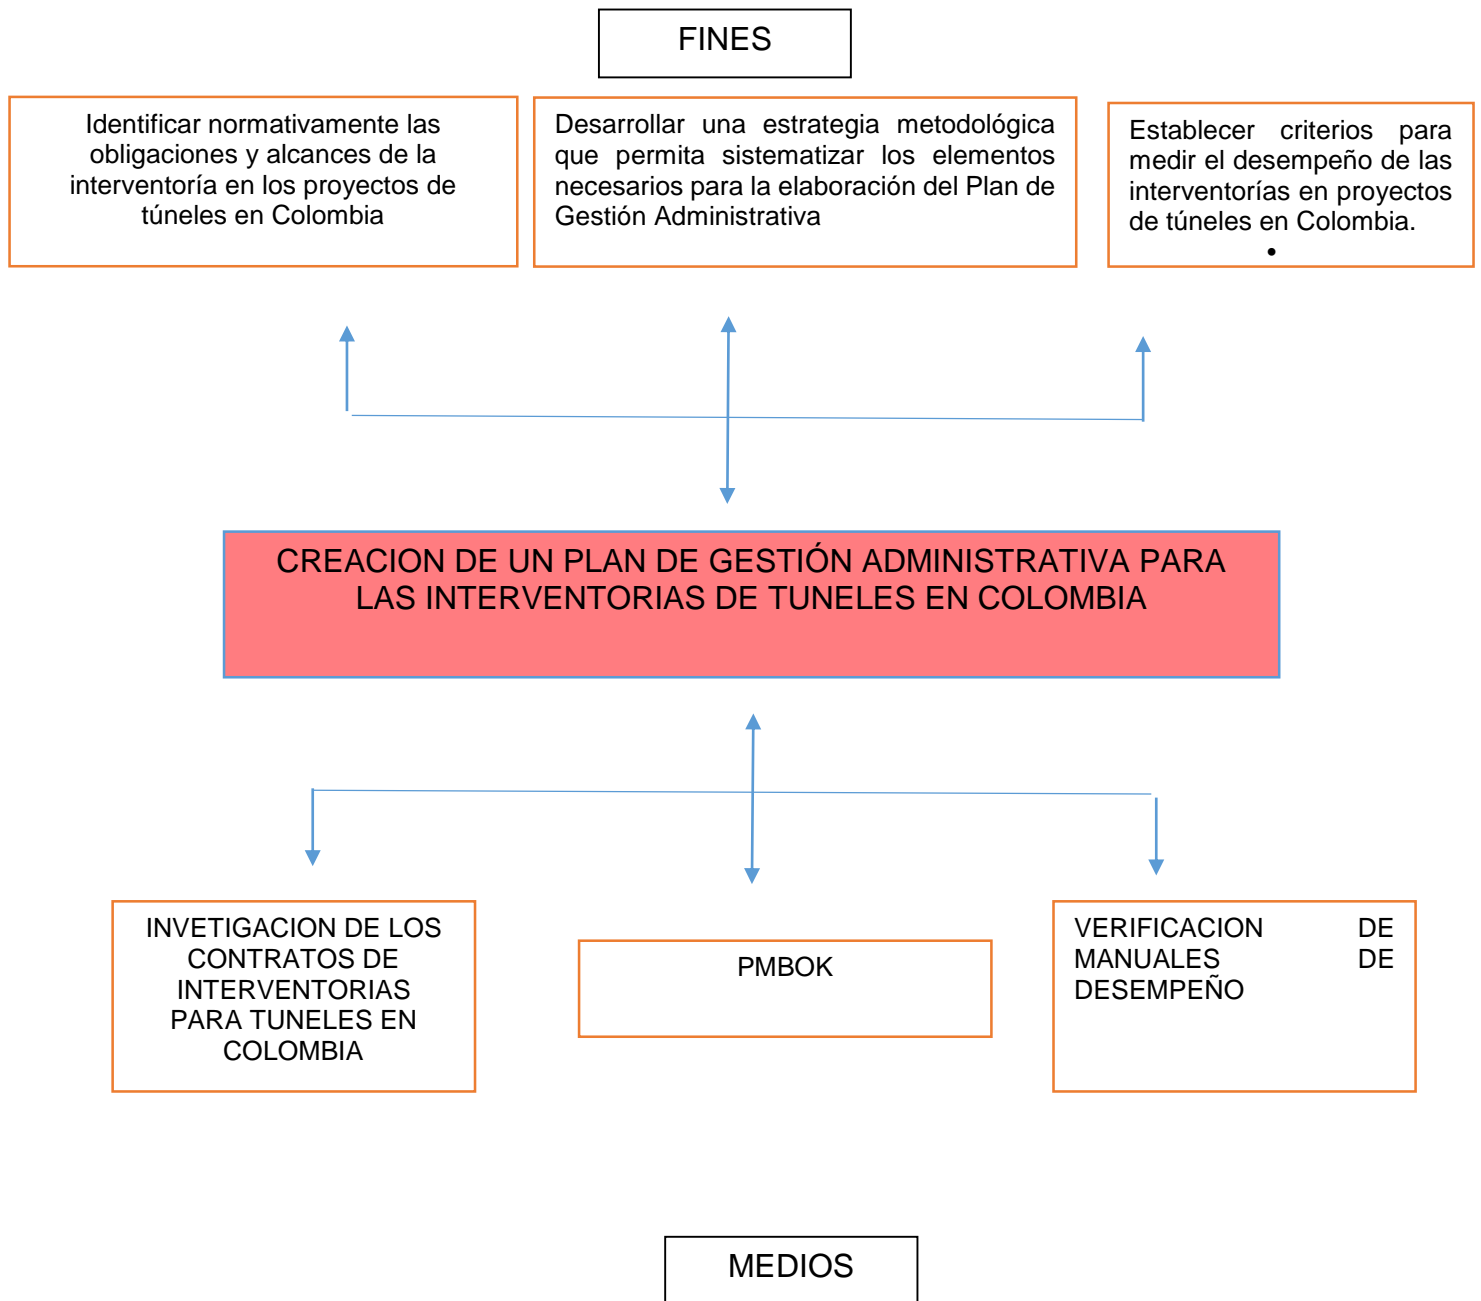 FINES
Identificar normativamente las
obligaciones y alcances de la
interventoría en los proyectos de
túneles en Colombia
Desarrollar una estrategia metodológica
que permita sistematizar los elementos
necesarios para la elaboración del Plan de
Gestión Administrativa
Establecer criterios para
medir el desempeño de las
interventorías en proyectos
de túneles en Colombia.
•
CREACION DE UN PLAN DE GESTIÓN ADMINISTRATIVA PARA
LAS INTERVENTORIAS DE TUNELES EN COLOMBIA
INVETIGACION DE LOS
CONTRATOS DE
INTERVENTORIAS
PARA TUNELES EN
COLOMBIA
PMBOK
VERIFICACION DE
MANUALES DE
DESEMPEÑO
MEDIOS